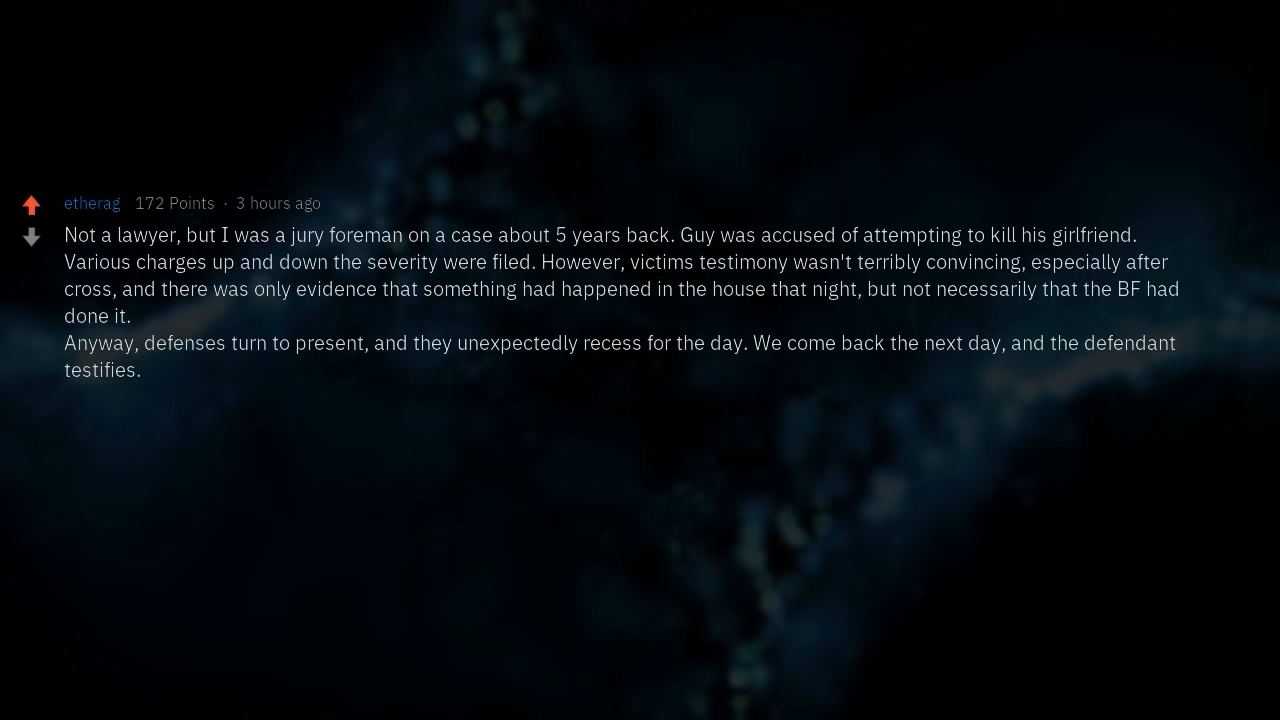 etherag 172 Points · 3 hours ago
Not a lawyer, but I was a jury foreman on a case about 5 years back. Guy was accused of attempting to kill his girlfriend.
Various charges up and down the severity were filed. However, victims testimony wasn't terribly convincing, especially after
cross, and there was only evidence that something had happened in the house that night, but not necessarily that the BF had
done it.
Anyway, defenses turn to present, and they unexpectedly recess for the day. We come back the next day, and the defendant
testifies.